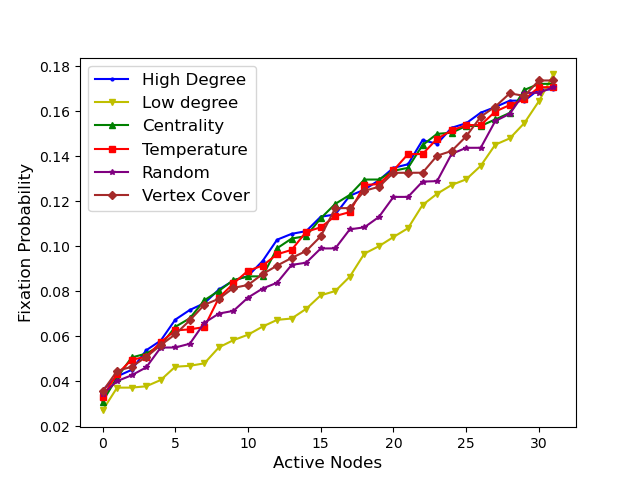 0.18
0.16
0.14
0.12
0.10
0.08
0.06
0.04
0.02
Fixation Probability
High Degree
Low degree
Centrality
Temperature
Random
Vertex Cover
0 5 10 15 20 25 30
Active Nodes